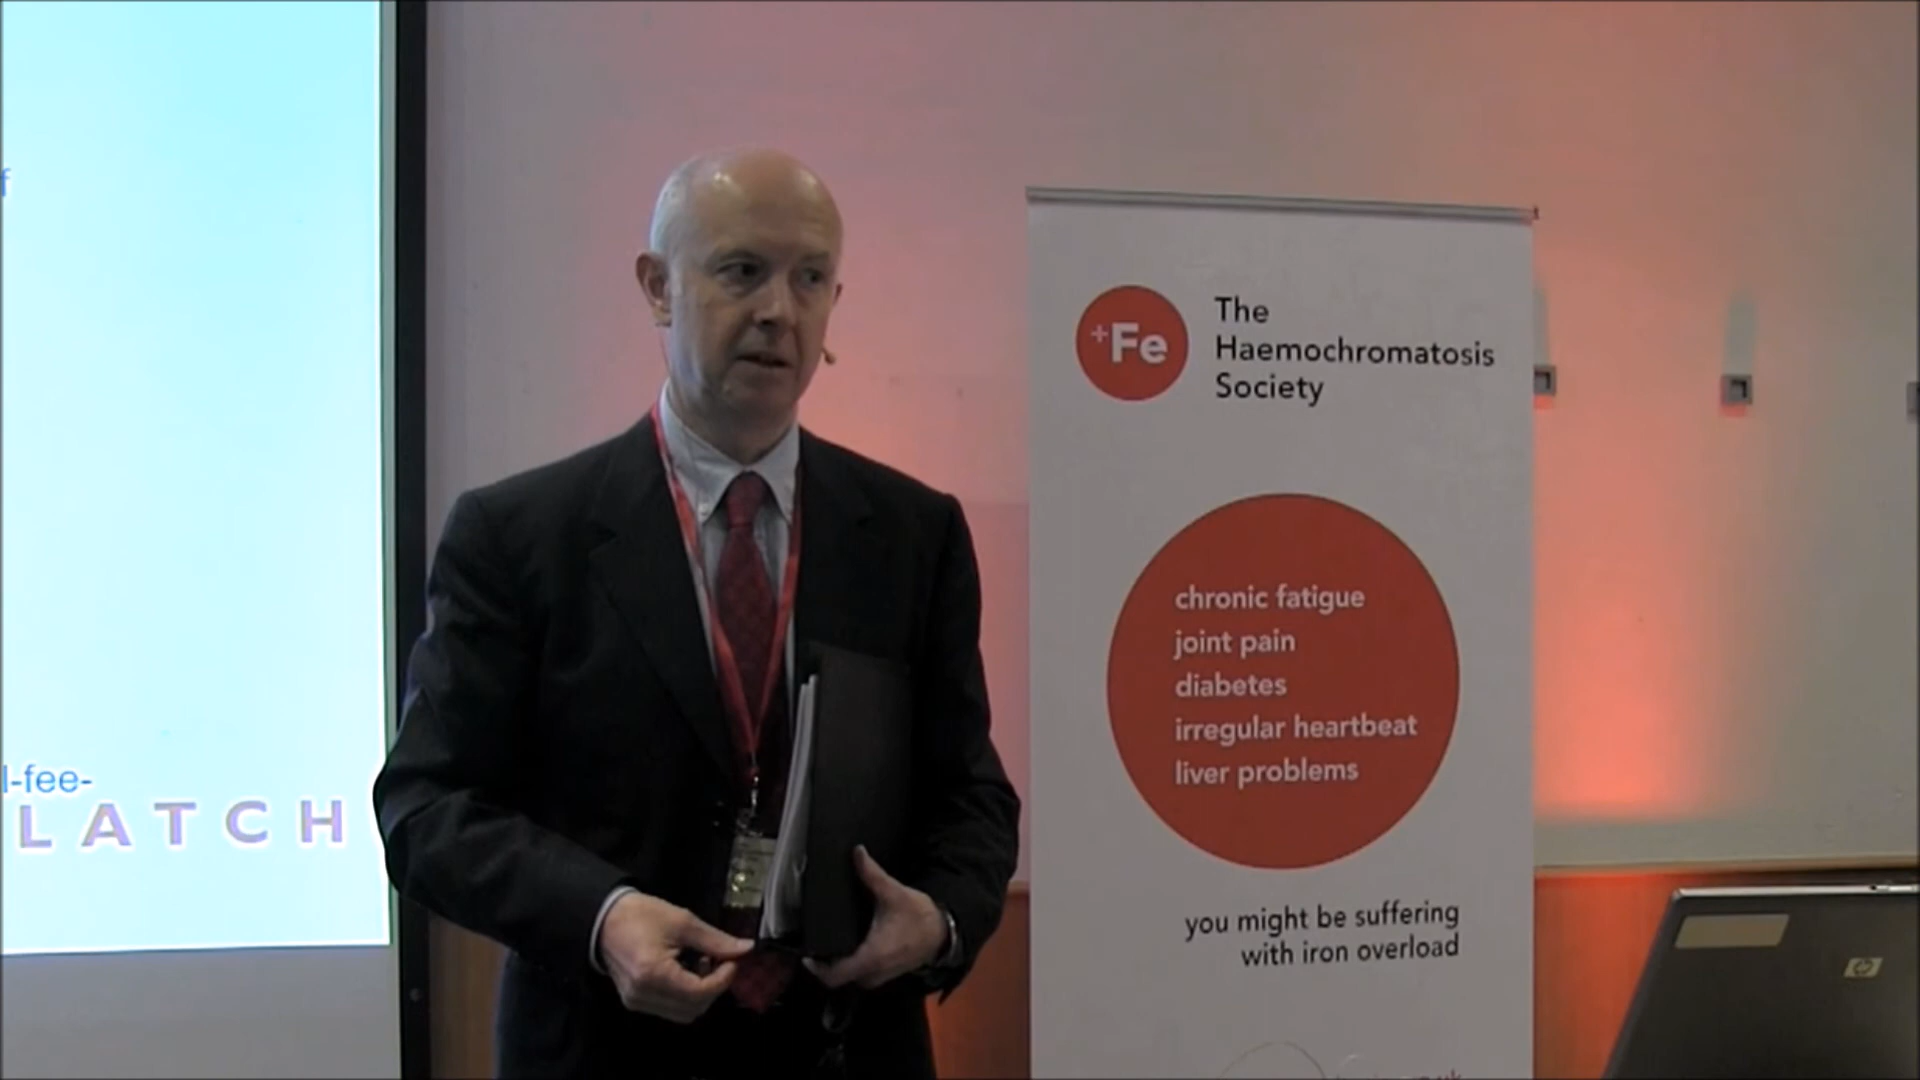 f
l-fee-
LATCH
+Fe
The
Haemochromatosis
Society
chronic fatigue
joint pain
diabetes
irregular heartbeat
liver problems
you might be suffering
with iron overload
hp